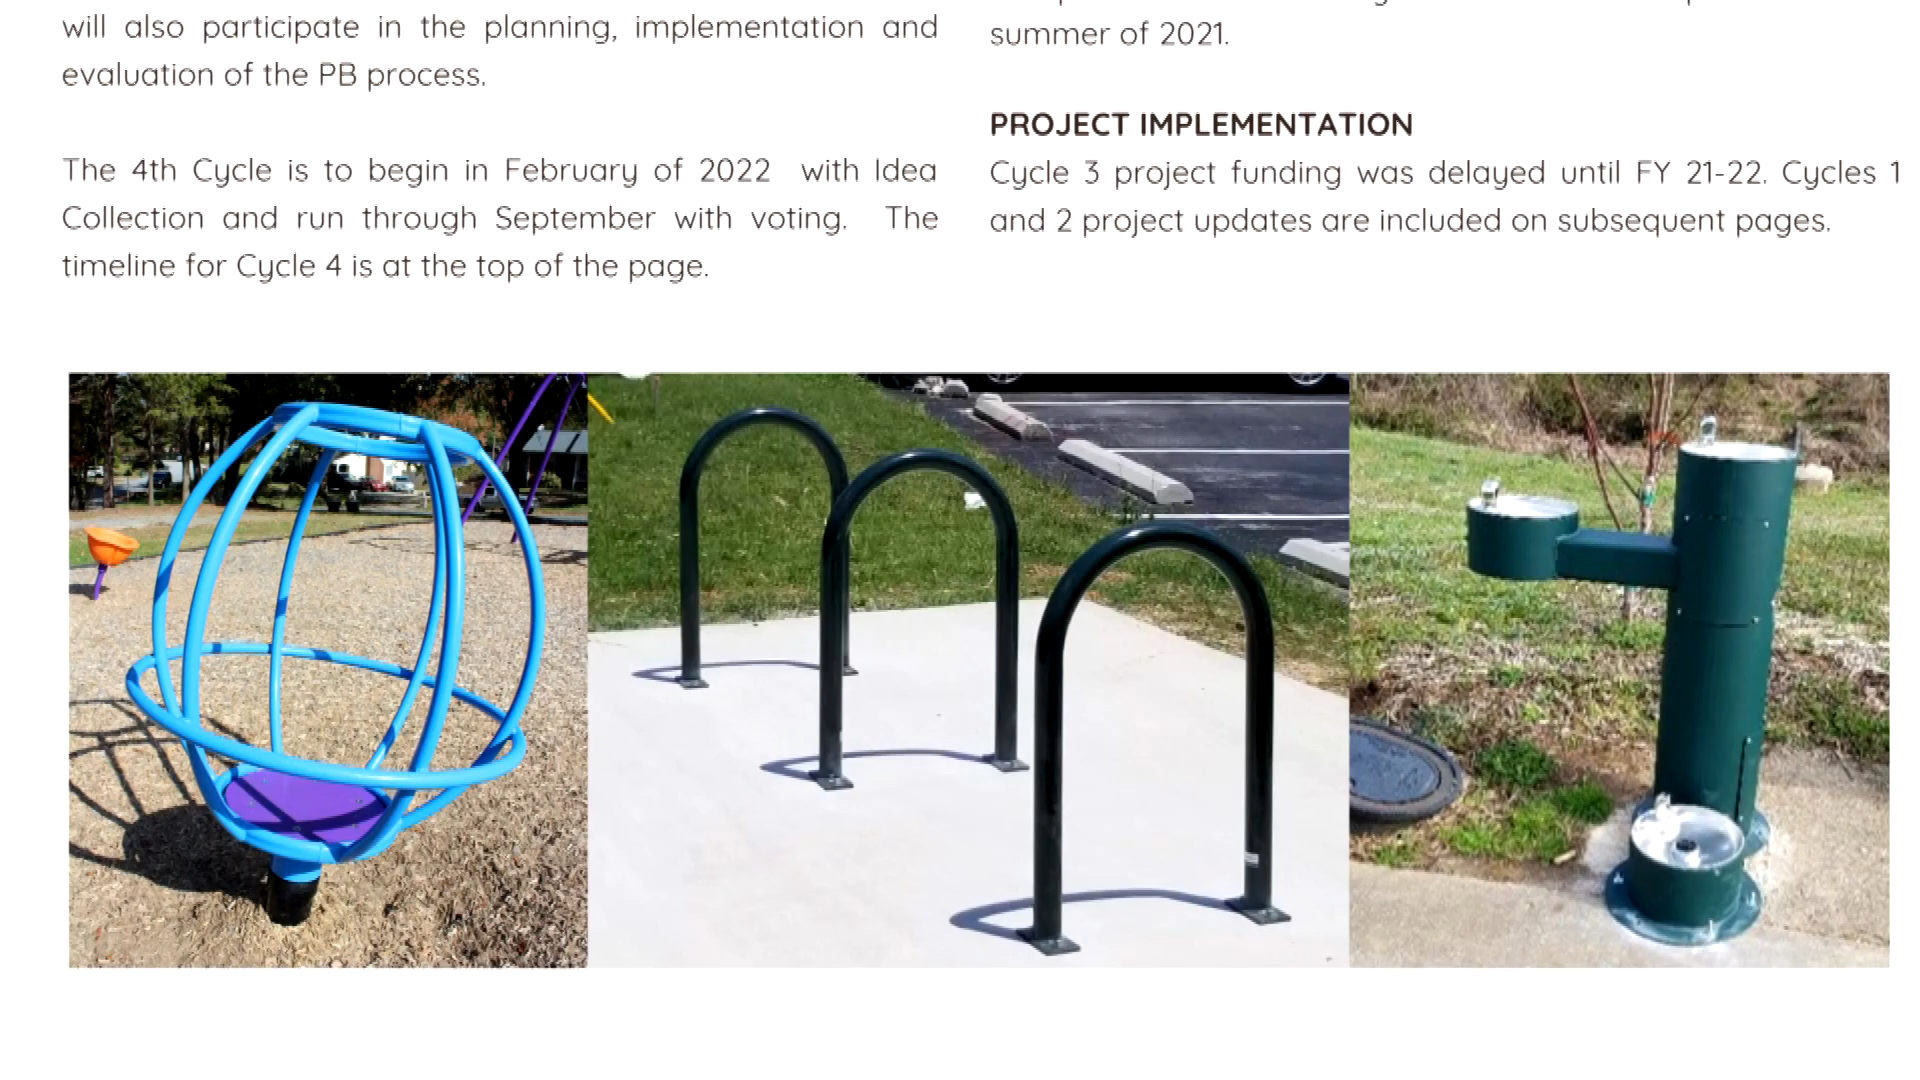 will also participate in the planning, implementation and
evaluation of the PB process.
The 4th Cycle is to begin in February of 2022 with Idea
Collection and run through September with voting. The
timeline for Cycle 4 is at the top of the page.
summer of 2021.
PROJECT IMPLEMENTATION
Cycle 3 project funding was delayed until FY 21-22. Cycles 1
and 2 project updates are included on subsequent pages.